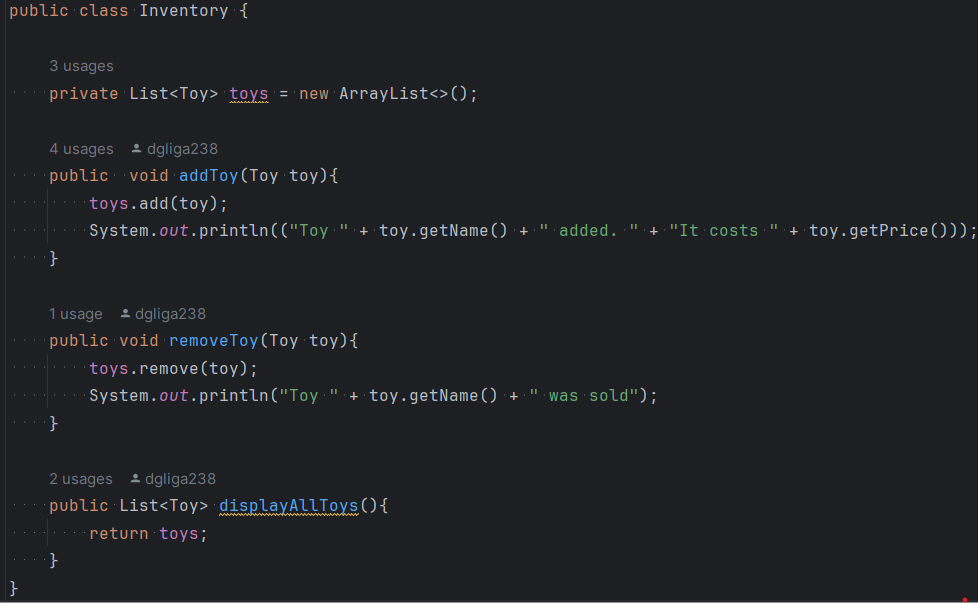 public class Inventory {
3 usages
private List<Toy> toys = new ArrayList<>();
4 usages dgliga238
public  void addToy(Toy toy){
toys.add(toy);
System.out.println(("Toy " + toy.getName() + " added. " + "It costs " + toy.getPrice()));
}
1 usage dgliga238
public void removeToy(Toy toy){
toys.remove(toy);
System.out.println("Toy " + toy.getName() + " was sold");
}
2 usages dgliga238
public List<Toy> displayAllToys(){
return toys;
}
}